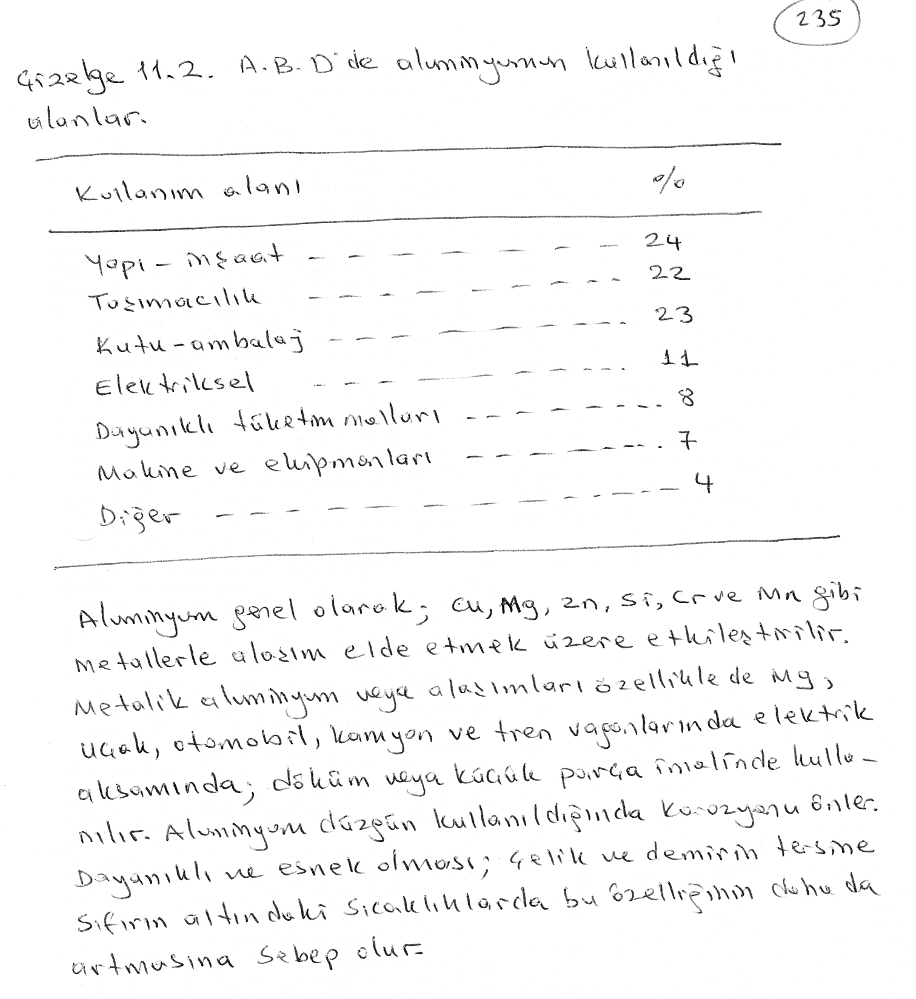 235
Çizelge 11.2. A.B.D'de aluminyumun kullanıldığı
alanlar.
Kullanım alanı %
Yapı - inşaat - - - - - - - 24
Taşımacılık - - - - - - - - - 22
Kutu-ambalaj - - - - - - - - - 23
Elektriksel - - - - - - - - 11
Dayanıklı tüketim malları - - - - - - - - 8
Makine ve ekipmanları - - - - - - - 7
Diğer - - - - - - - - - - - - 4
Aluminyum genel olarak; Cu, Mg, Zn, Si, Cr ve Mn gibi
metallerle alaşım elde etmek üzere etkileştirilir.
Metalik aluminyum veya alaşımları özellikle de Mg,
uçak, otomobil, kamyon ve tren vagonlarında elektrik
aksamında; döküm veya küçük parça imalinde kulla-
nılır. Aluminyum düzgün kullanıldığında korozyonu önler.
Dayanıklı ve esnek olması; çelik ve demirin tersine
sıfırın altındaki sıcaklıklarda bu özelliğinin daha da
artmasına sebep olur.